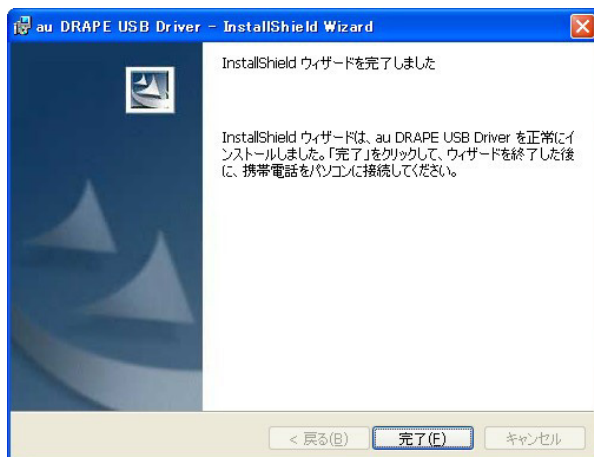 au DRAPE USB Driver - InstallShield Wizard
InstallShield ウィザードを完了しました
InstallShield ウィザードは、au DRAPE USB Driver を正常にイ
ンストールしました。「完了」をクリックして、ウィザードを終了した後
に、携帯電話をパソコンに接続してください。
< 戻る(B)
完了(F)
キャンセル